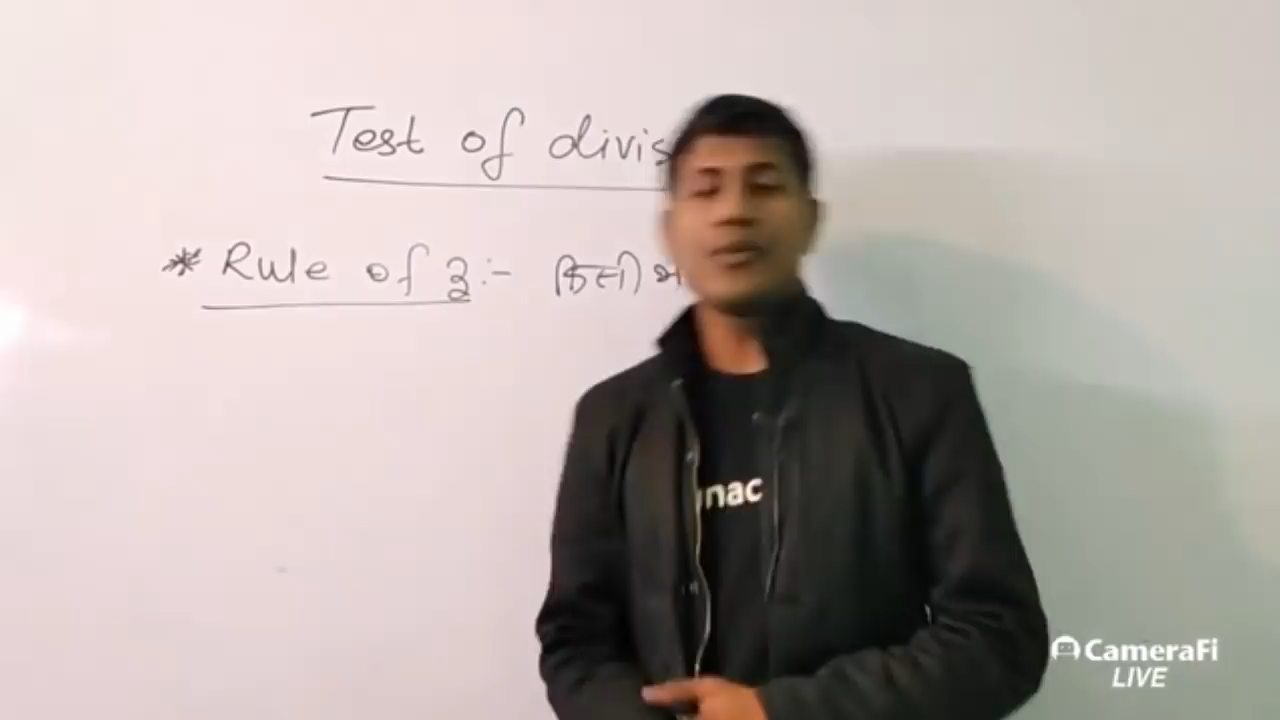 Test of divis
* Rule of 3:- किसी
nac
CameraFi
LIVE